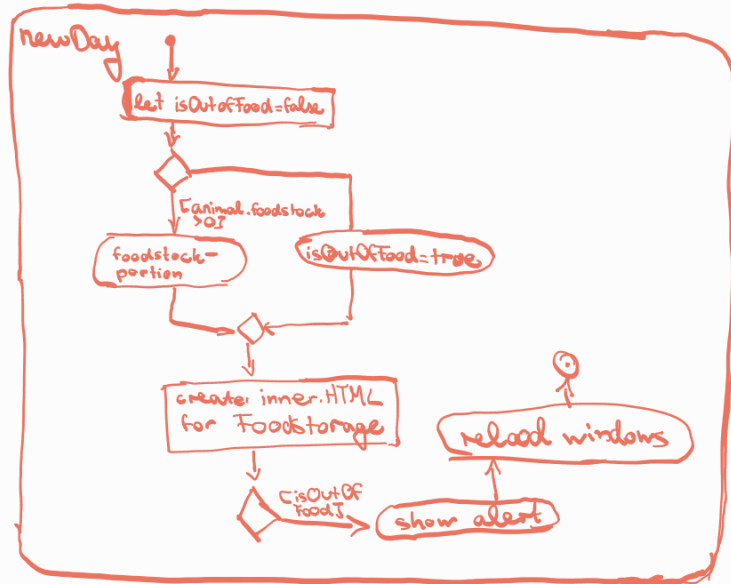 newDay
let isOutofFood=false
[animal.foodstock
>0]
foodstock-
portion
isOutOfFood=true
create inner.HTML
for Foodstorage
[isOutOf
Food]
show alert
reload windows